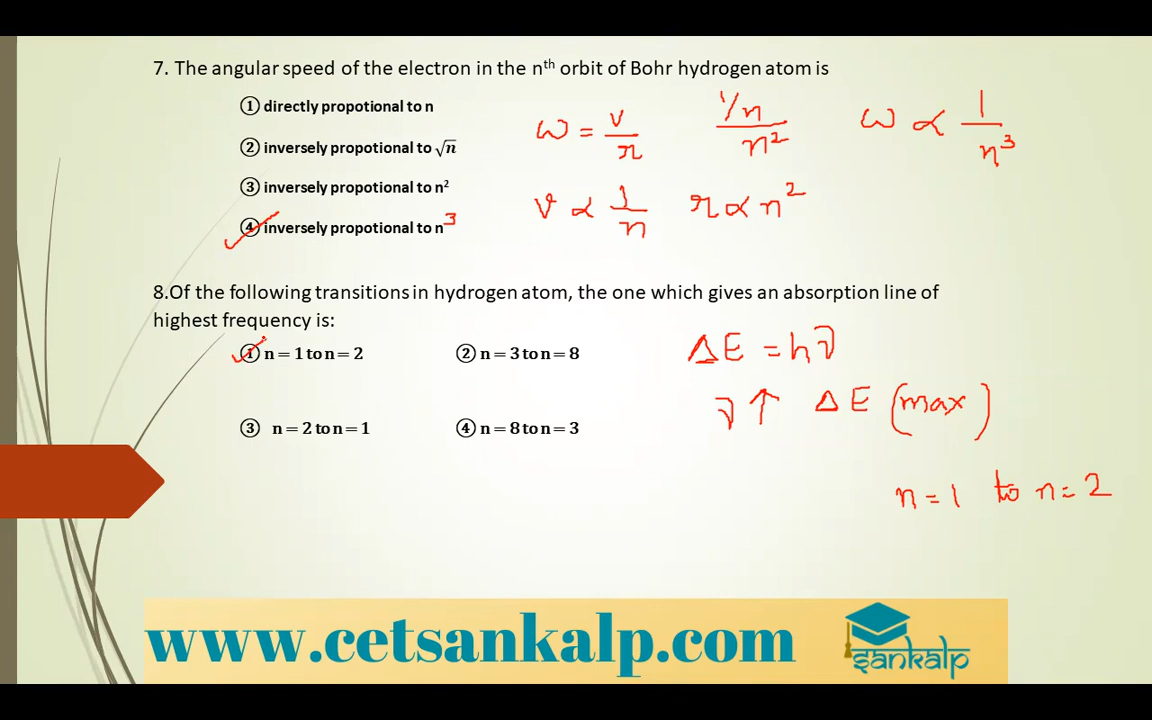 7. The angular speed of the electron in the nth orbit of Bohr hydrogen atom is
① directly propotional to n
② inversely propotional to √n
③ inversely propotional to n²
④ inversely propotional to n³
ω = v/r
1/n / n²
ω ∝ 1/n³
v ∝ 1/n
r ∝ n²
8.Of the following transitions in hydrogen atom, the one which gives an absorption line of
highest frequency is:
① n = 1 to n = 2
② n = 3 to n = 8
③ n = 2 to n = 1
④ n = 8 to n = 3
ΔE = hν
ν ↑ ΔE (max)
n = 1 to n = 2
www.cetsankalp.com
sankalp